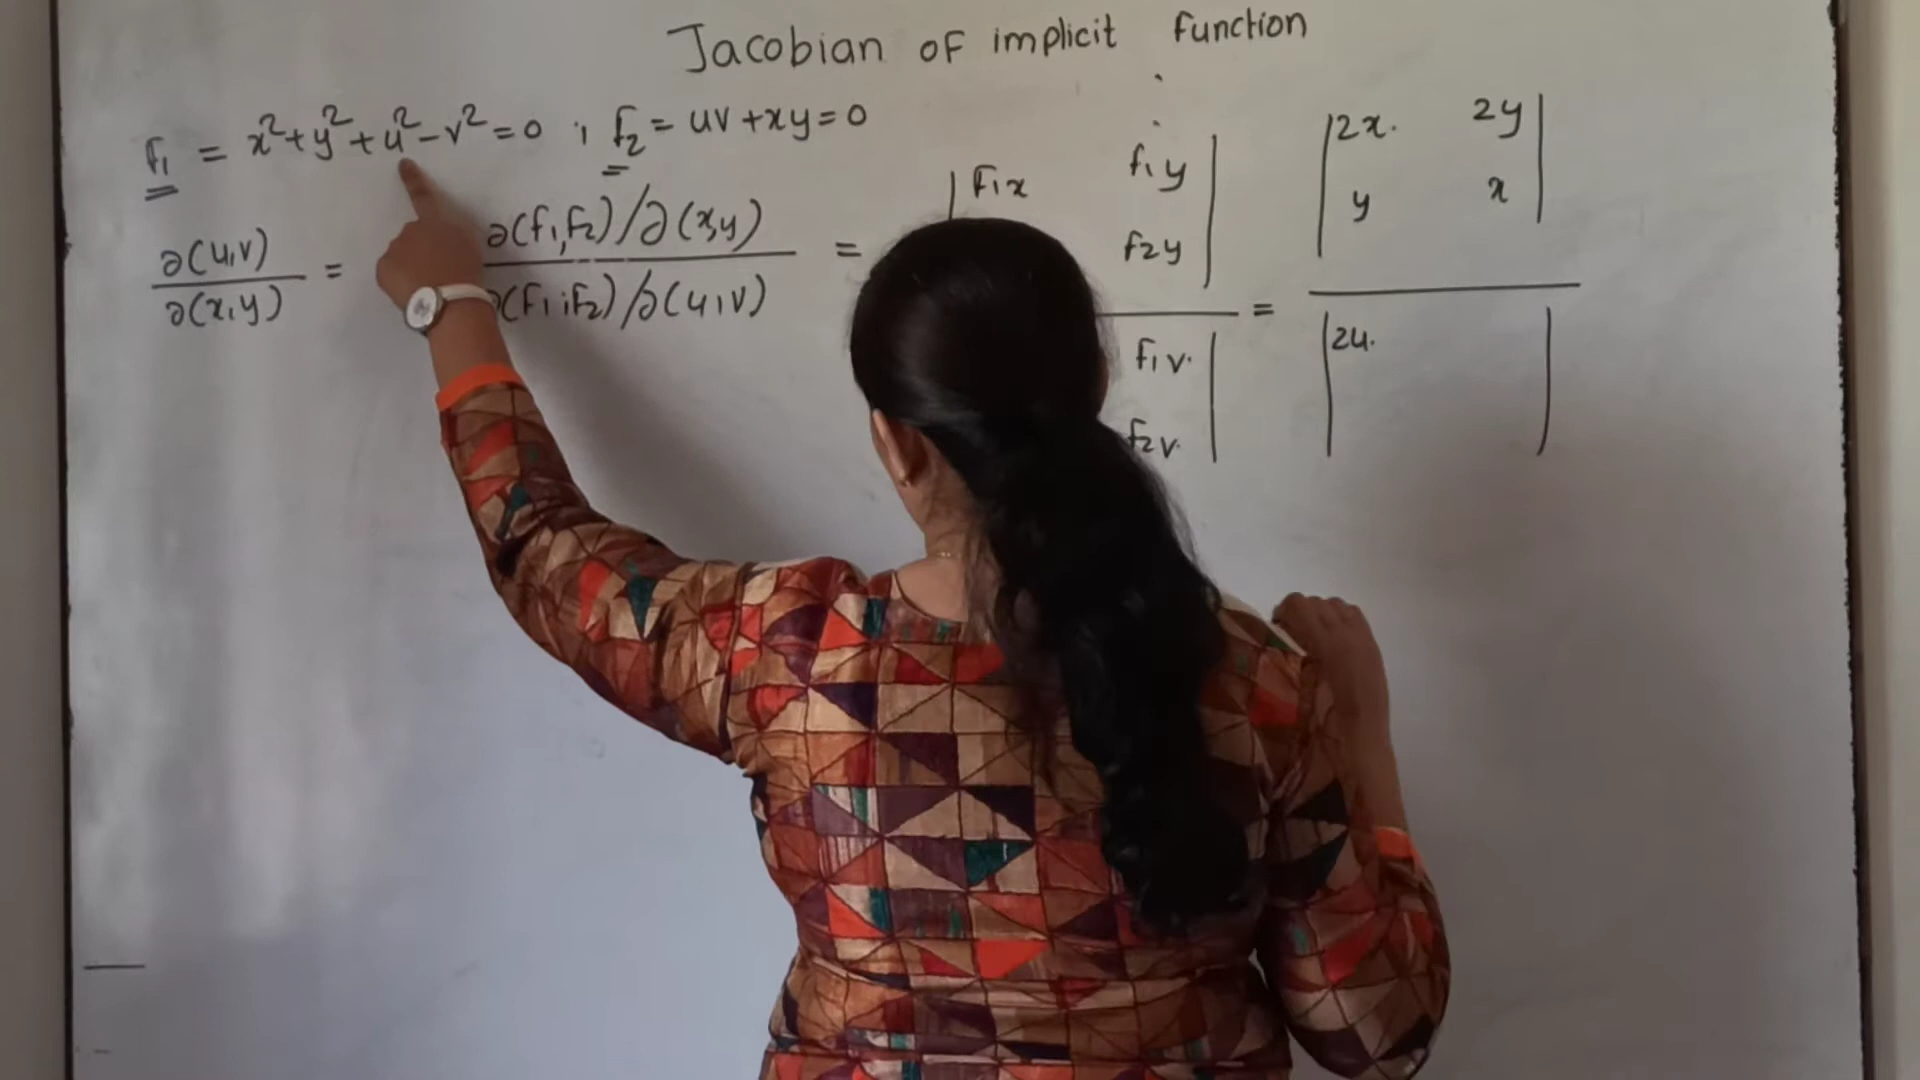 Jacobian of implicit function
f₁ = x²+y²+u²-v²=0 ; f₂ = uv+xy=0
∂(u,v)/∂(x,y) = ∂(f₁,f₂)/∂(x,y) / ∂(f₁,f₂)/∂(u,v) = | f₁x f₁y | = | 2x. 2y |
f₂y | y x |
f₁v. | = | 2u. |
f₂v. |